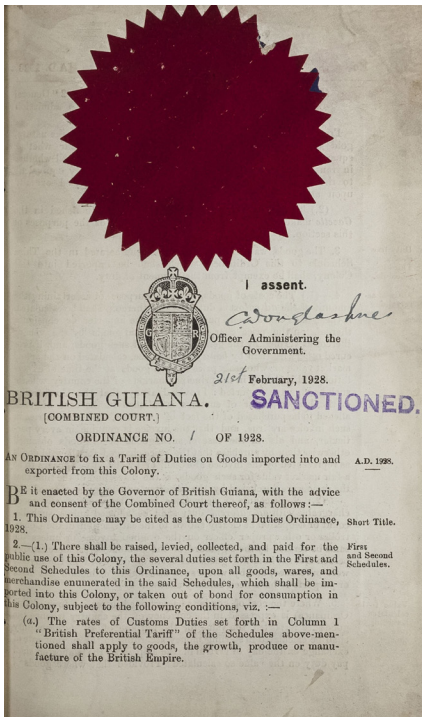 I assent.
Officer Administering the
Government.
21st February, 1928.
BRITISH GUIANA.
SANCTIONED.
[COMBINED COURT.]
ORDINANCE NO. 1 OF 1928.
AN ORDINANCE to fix a Tariff of Duties on Goods imported into and
exported from this Colony.
A.D. 1928.
BE it enacted by the Governor of British Guiana, with the advice
and consent of the Combined Court thereof, as follows:—
1. This Ordinance may be cited as the Customs Duties Ordinance,
1928.
Short Title.
2.—(1.) There shall be raised, levied, collected, and paid for the
public use of this Colony, the several duties set forth in the First and
Second Schedules to this Ordinance, upon all goods, wares, and
merchandise enumerated in the said Schedules, which shall be im-
ported into this Colony, or taken out of bond for consumption in
this Colony, subject to the following conditions, viz.:—
First
and Second
Schedules.
(a.) The rates of Customs Duties set forth in Column 1
"British Preferential Tariff" of the Schedules above-men-
tioned shall apply to goods, the growth, produce or manu-
facture of the British Empire.